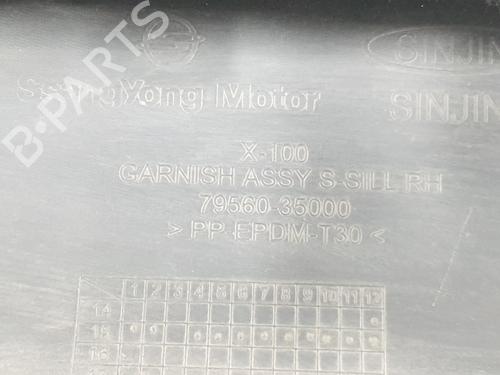 B-PARTS
SsangYong Motor
SINJIN
SINJIN
X-100
GARNISH ASSY S-SILL RH
79560-35000
> PP-EPDM-T30 <
1 2 3 4 5 6 7 8 9 10 11 12
14
15
16